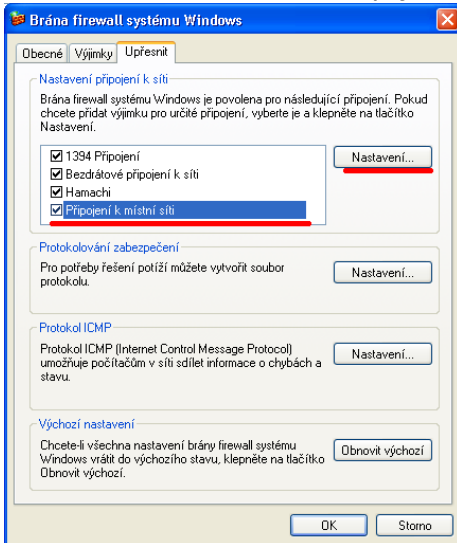 Brána firewall systému Windows
Obecné Výjimky Upřesnit
Nastavení připojení k síti
Brána firewall systému Windows je povolena pro následující připojení. Pokud
chcete přidat výjimku pro určité připojení, vyberte je a klepněte na tlačítko
Nastavení.
1394 Připojení
Bezdrátové připojení k síti
Hamachi
Připojení k místní síti
Nastavení...
Protokolování zabezpečení
Pro potřeby řešení potíží můžete vytvořit soubor
protokolu.
Nastavení...
Protokol ICMP
Protokol ICMP (Internet Control Message Protocol)
umožňuje počítačům v síti sdílet informace o chybách a
stavu.
Nastavení...
Výchozí nastavení
Chcete-li všechna nastavení brány firewall systému
Windows vrátit do výchozího stavu, klepněte na tlačítko
Obnovit výchozí.
Obnovit výchozí
OK Storno